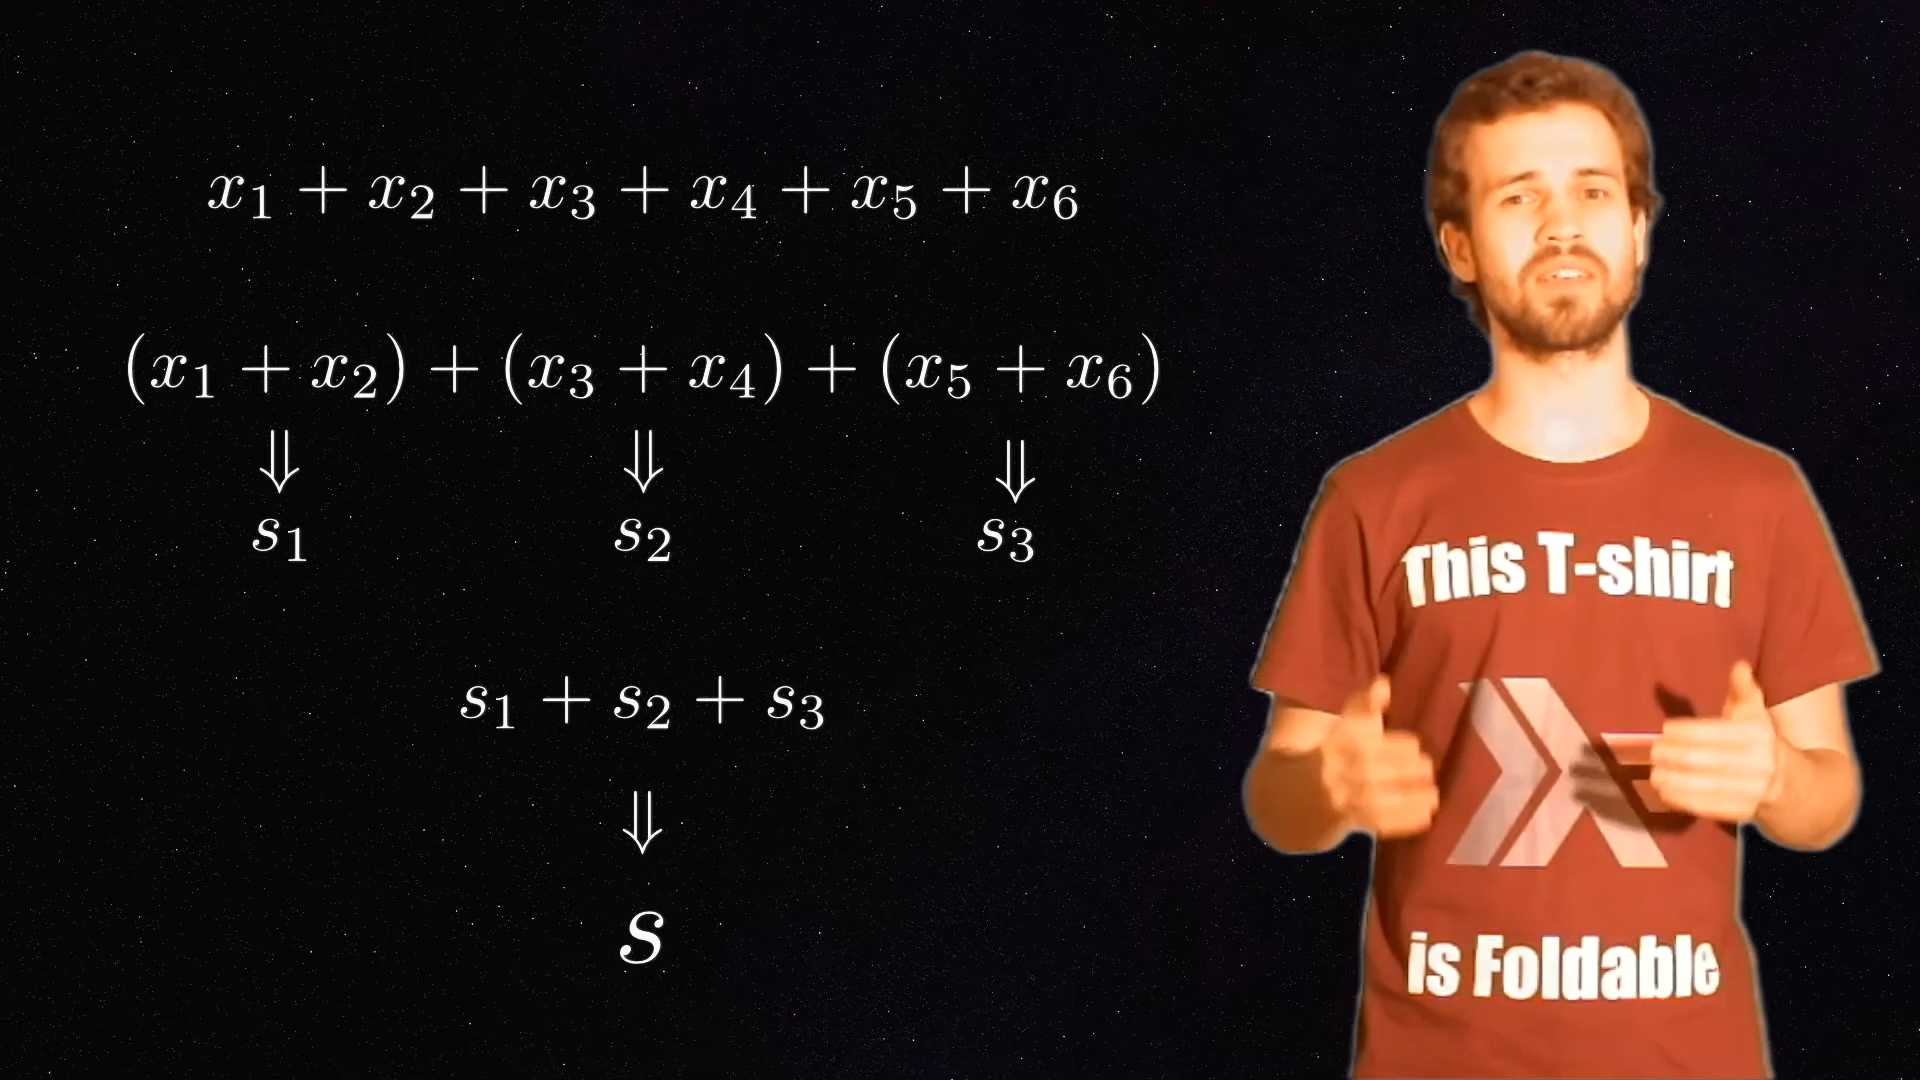 x₁ + x₂ + x₃ + x₄ + x₅ + x₆
(x₁ + x₂) + (x₃ + x₄) + (x₅ + x₆)
⇓ ⇓ ⇓
s₁ s₂ s₃
s₁ + s₂ + s₃
⇓
s
This T-shirt
is Foldable